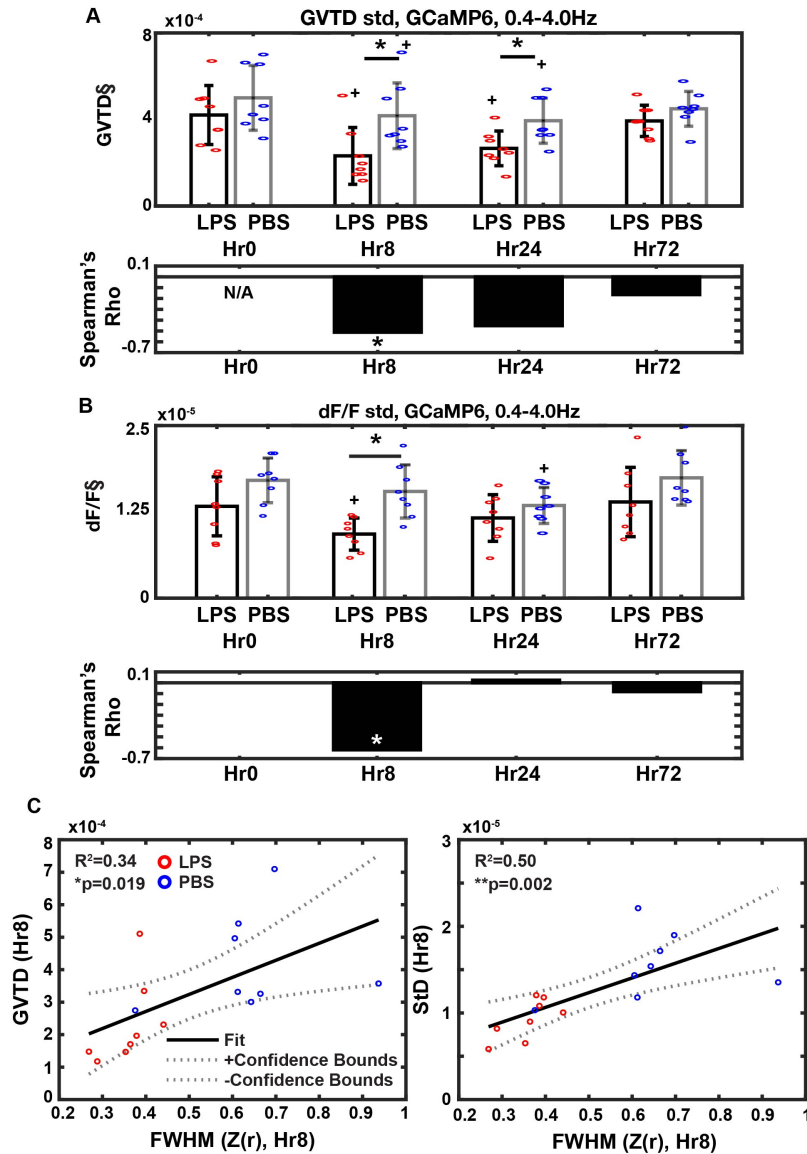 A
GVTD std, GCaMP6, 0.4-4.0Hz
x10⁻⁴
8
4
0
GVTD§
*
+
+
*
+
+
LPS PBS LPS PBS LPS PBS LPS PBS
Hr0 Hr8 Hr24 Hr72
Spearman's
Rho
0.1
-0.7
N/A
*
Hr0 Hr8 Hr24 Hr72
B
dF/F std, GCaMP6, 0.4-4.0Hz
x10⁻⁵
2.5
1.25
0
dF/F§
*
+
+
LPS PBS LPS PBS LPS PBS LPS PBS
Hr0 Hr8 Hr24 Hr72
Spearman's
Rho
0.1
-0.7
*
Hr0 Hr8 Hr24 Hr72
C
x10⁻⁴
8
7
6
5
4
3
2
1
0
GVTD (Hr8)
R²=0.34
*p=0.019
LPS
PBS
Fit
+Confidence Bounds
-Confidence Bounds
0.2 0.3 0.4 0.5 0.6 0.7 0.8 0.9 1
FWHM (Z(r), Hr8)
x10⁻⁵
3
2
1
0
StD (Hr8)
R²=0.50
**p=0.002
0.2 0.3 0.4 0.5 0.6 0.7 0.8 0.9 1
FWHM (Z(r), Hr8)